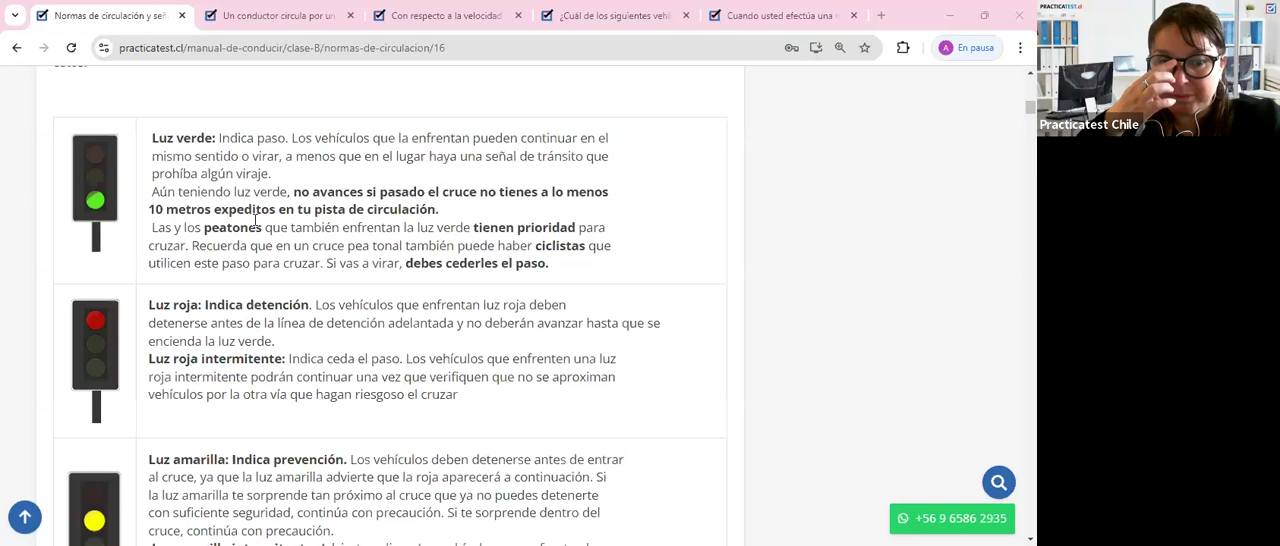 Normas de circulación y señ
Un conductor circula por un
Con respecto a la velocidad
¿Cuál de los siguientes vehí
Cuando usted efectúa una
practicatest.cl/manual-de-conducir/clase-B/normas-de-circulacion/16
A En pausa
PRACTICATEST.cl
Practicatest Chile
Luz verde: Indica paso. Los vehículos que la enfrentan pueden continuar en el
mismo sentido o virar, a menos que en el lugar haya una señal de tránsito que
prohíba algún viraje.
Aún teniendo luz verde, no avances si pasado el cruce no tienes a lo menos
10 metros expeditos en tu pista de circulación.
Las y los peatones que también enfrentan la luz verde tienen prioridad para
cruzar. Recuerda que en un cruce pea tonal también puede haber ciclistas que
utilicen este paso para cruzar. Si vas a virar, debes cederles el paso.
Luz roja: Indica detención. Los vehículos que enfrentan luz roja deben
detenerse antes de la línea de detención adelantada y no deberán avanzar hasta que se
encienda la luz verde.
Luz roja intermitente: Indica ceda el paso. Los vehículos que enfrenten una luz
roja intermitente podrán continuar una vez que verifiquen que no se aproximan
vehículos por la otra vía que hagan riesgoso el cruzar
Luz amarilla: Indica prevención. Los vehículos deben detenerse antes de entrar
al cruce, ya que la luz amarilla advierte que la roja aparecerá a continuación. Si
la luz amarilla te sorprende tan próximo al cruce que ya no puedes detenerte
con suficiente seguridad, continúa con precaución. Si te sorprende dentro del
cruce, continúa con precaución.
+56 9 6586 2935